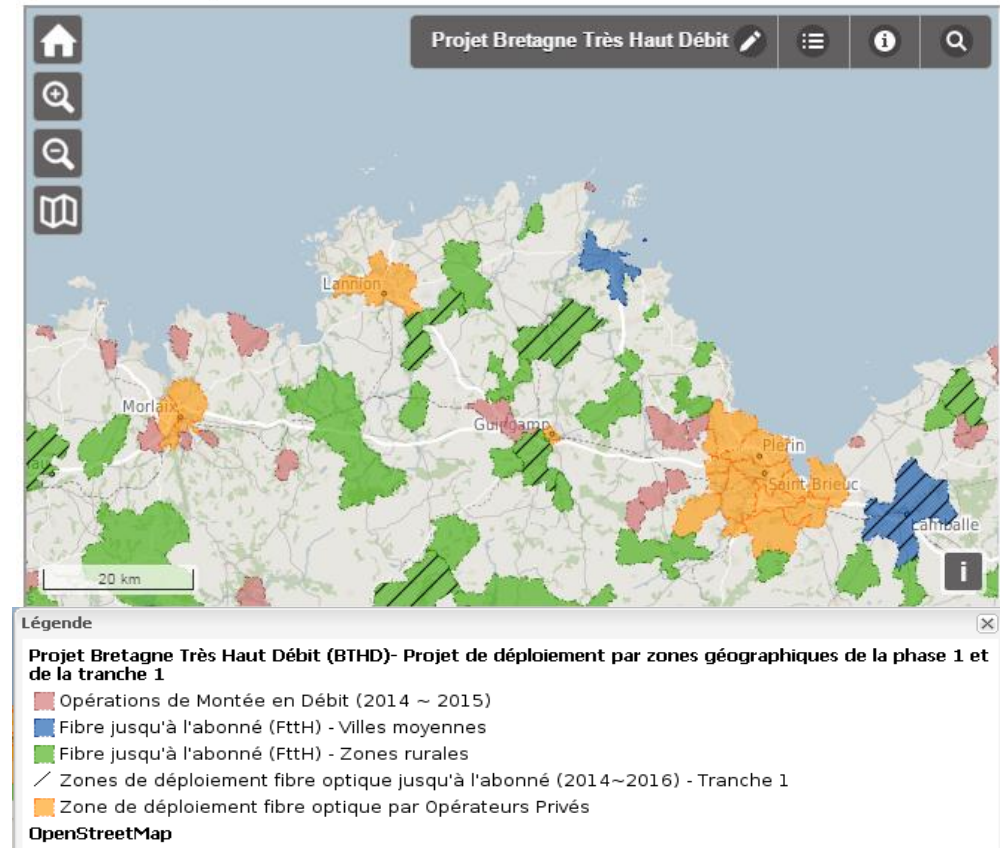 Projet Bretagne Très Haut Débit
Lannion
Morlaix
Guingamp
Plérin
Saint-Brieuc
Lamballe
20 km
Légende
Projet Bretagne Très Haut Débit (BTHD)- Projet de déploiement par zones géographiques de la phase 1 et
de la tranche 1
Opérations de Montée en Débit (2014 ~ 2015)
Fibre jusqu'à l'abonné (FttH) - Villes moyennes
Fibre jusqu'à l'abonné (FttH) - Zones rurales
Zones de déploiement fibre optique jusqu'à l'abonné (2014~2016) - Tranche 1
Zone de déploiement fibre optique par Opérateurs Privés
OpenStreetMap